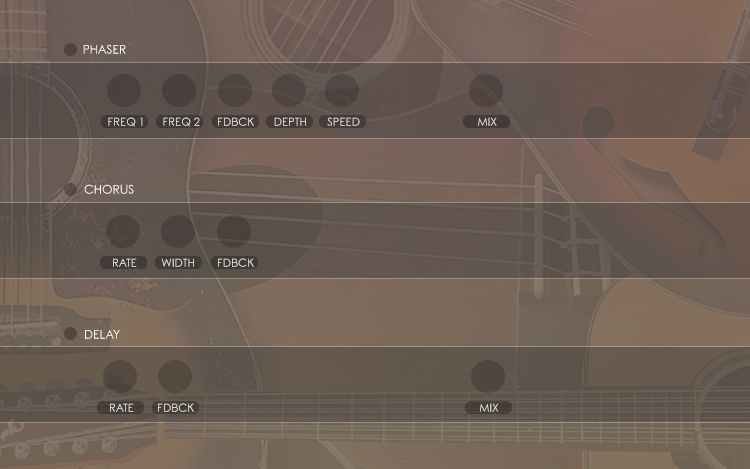 PHASER
FREQ 1 FREQ 2 FDBCK DEPTH SPEED MIX
CHORUS
RATE WIDTH FDBCK
DELAY
RATE FDBCK MIX